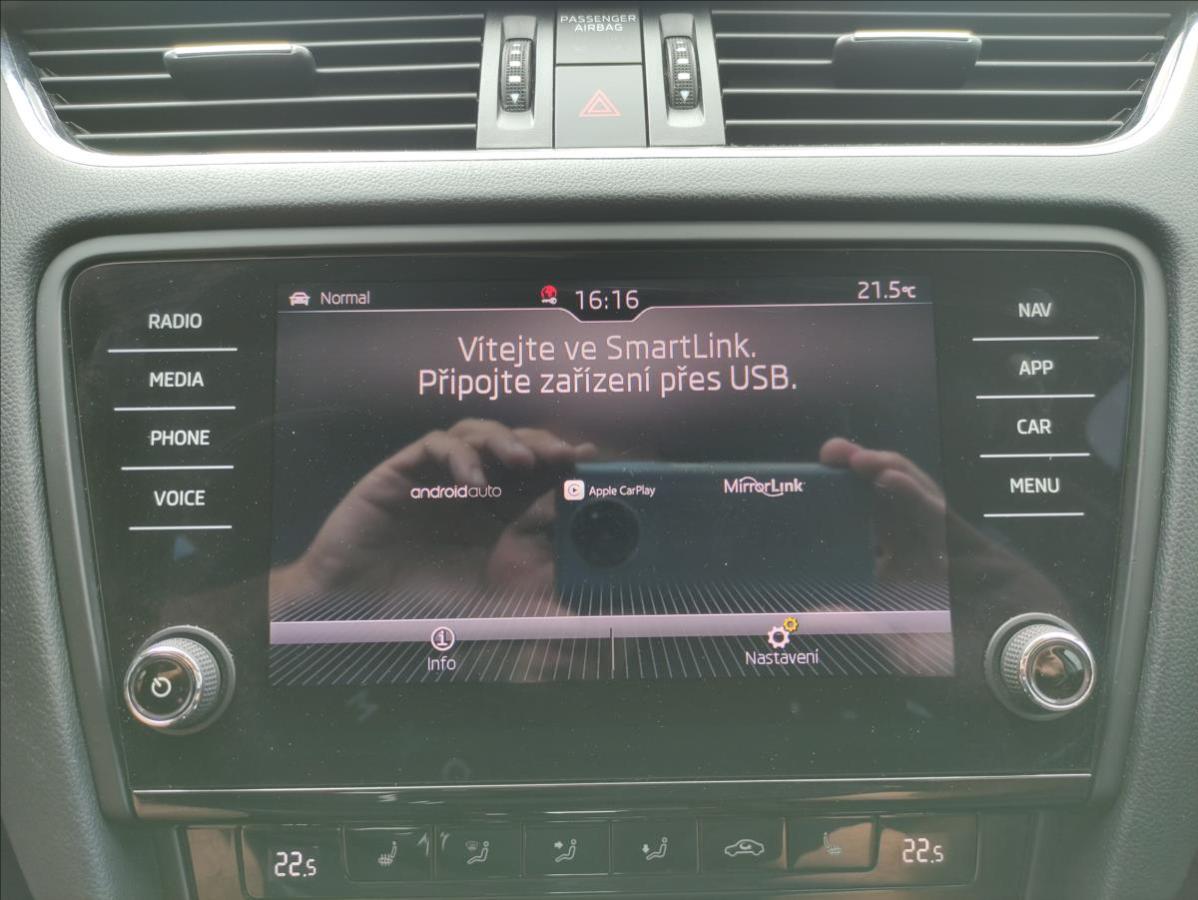 PASSENGER
AIRBAG
Normal
16:16
21.5°C
Vítejte ve SmartLink.
Připojte zařízení přes USB.
androidauto
Apple CarPlay
MirrorLink
Info
Nastavení
RADIO
MEDIA
PHONE
VOICE
NAV
APP
CAR
MENU
22.5
22.5